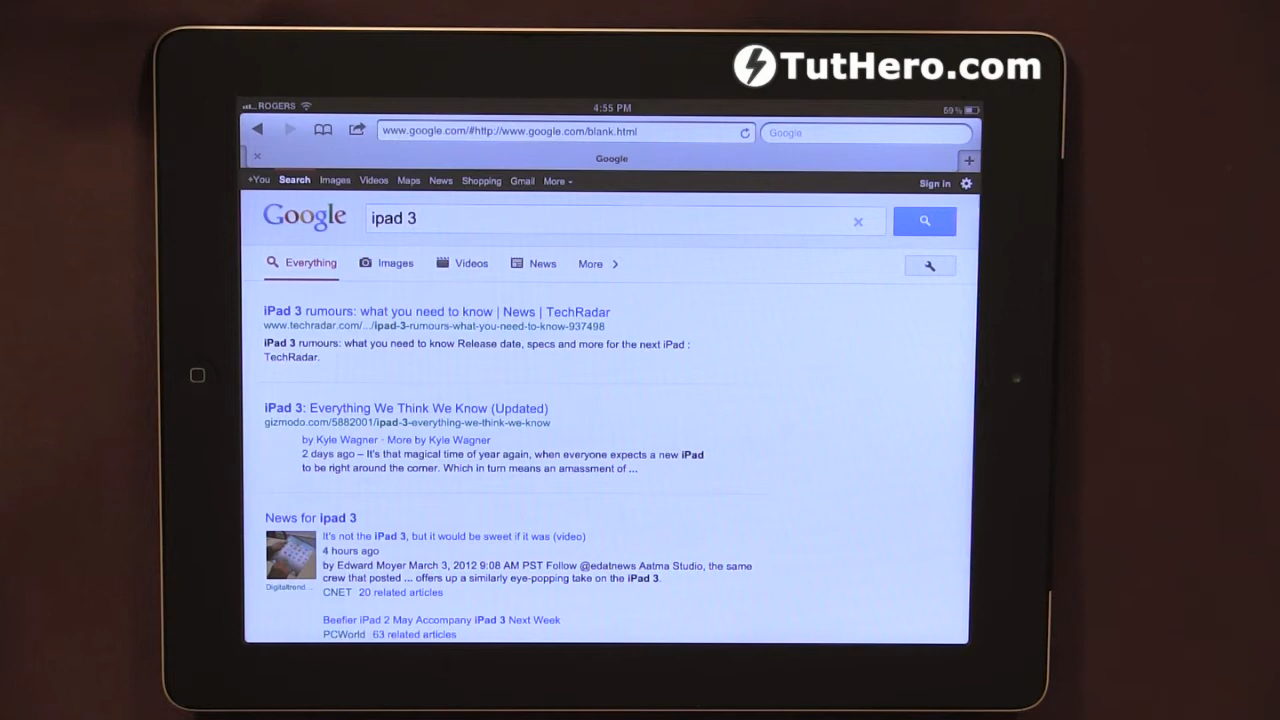 TutHero.com
ROGERS 4:55 PM 59%
www.google.com/#http://www.google.com/blank.html Google
Google
+You Search Images Videos Maps News Shopping Gmail More Sign in
Google ipad 3
Everything Images Videos News More
iPad 3 rumours: what you need to know | News | TechRadar
www.techradar.com/.../ipad-3-rumours-what-you-need-to-know-937498
iPad 3 rumours: what you need to know Release date, specs and more for the next iPad :
TechRadar.
iPad 3: Everything We Think We Know (Updated)
gizmodo.com/5882001/ipad-3-everything-we-think-we-know
by Kyle Wagner - More by Kyle Wagner
2 days ago – It's that magical time of year again, when everyone expects a new iPad
to be right around the corner. Which in turn means an amassment of ...
News for ipad 3
It's not the iPad 3, but it would be sweet if it was (video)
4 hours ago
by Edward Moyer March 3, 2012 9:08 AM PST Follow @edatnews Aatma Studio, the same
crew that posted ... offers up a similarly eye-popping take on the iPad 3.
Digitaltrend...
CNET 20 related articles
Beefier iPad 2 May Accompany iPad 3 Next Week
PCWorld 63 related articles